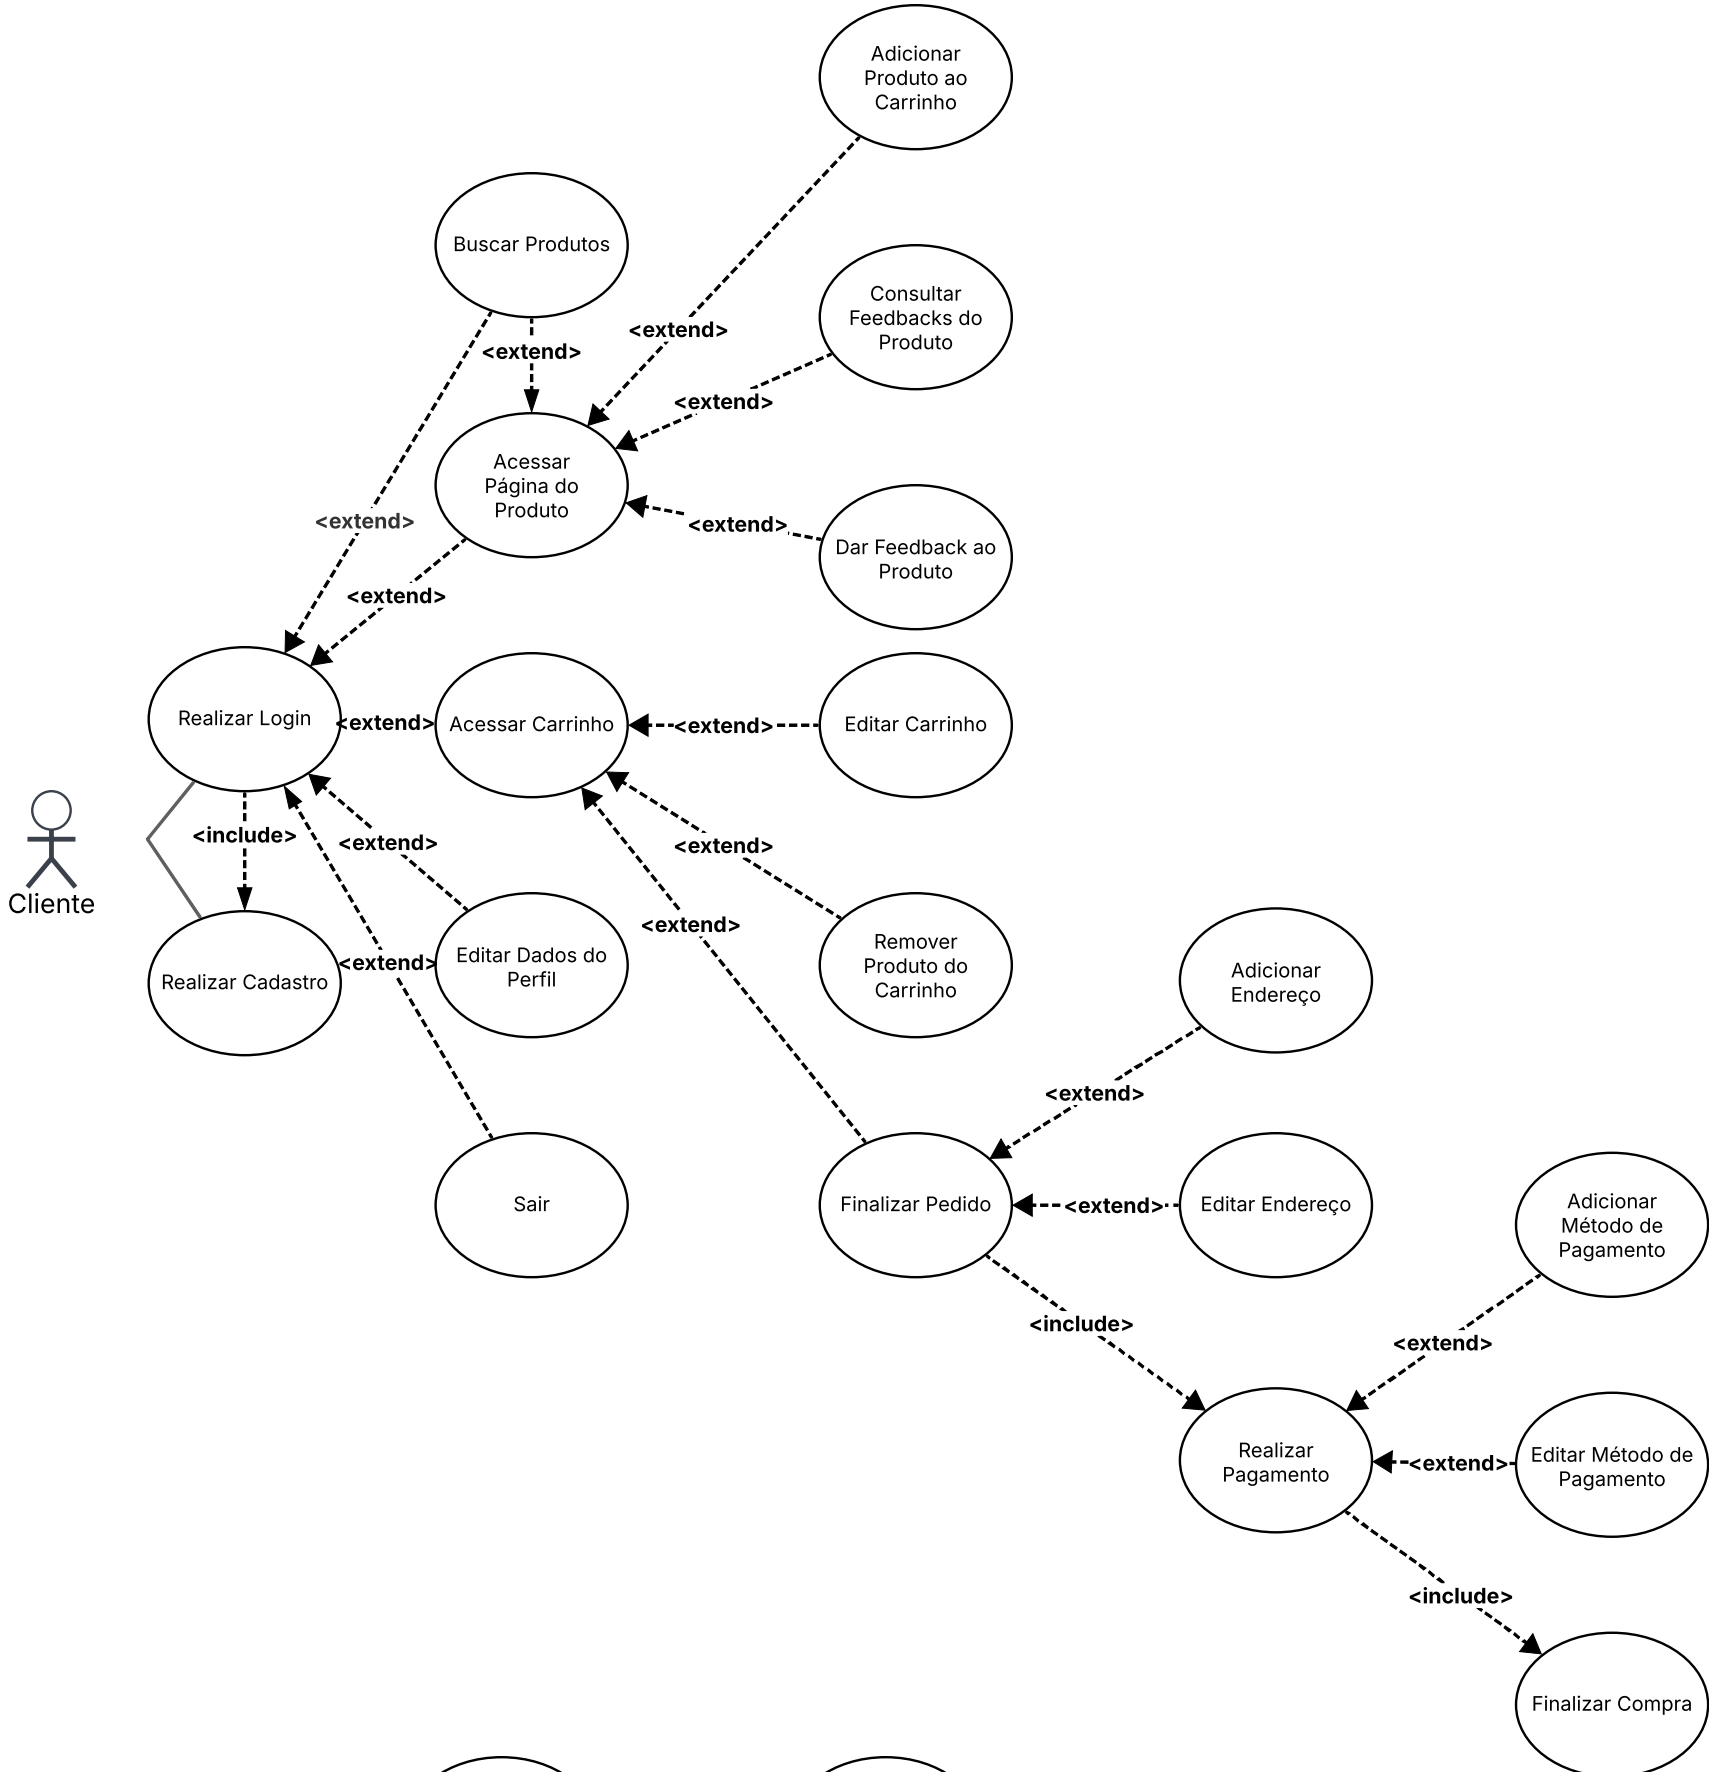 Adicionar
Produto ao
Carrinho
Buscar Produtos
Consultar
Feedbacks do
Produto
<extend>
<extend>
<extend>
Acessar
Página do
Produto
<extend>
<extend>
Dar Feedback ao
Produto
<extend>
Realizar Login
<extend>
Acessar Carrinho
<extend>
Editar Carrinho
<include>
<extend>
<extend>
Cliente
<extend>
Realizar Cadastro
<extend>
Editar Dados do
Perfil
Remover
Produto do
Carrinho
Adicionar
Endereço
<extend>
Sair
Finalizar Pedido
<extend>
Editar Endereço
Adicionar
Método de
Pagamento
<include>
<extend>
Realizar
Pagamento
<extend>
Editar Método de
Pagamento
<include>
Finalizar Compra